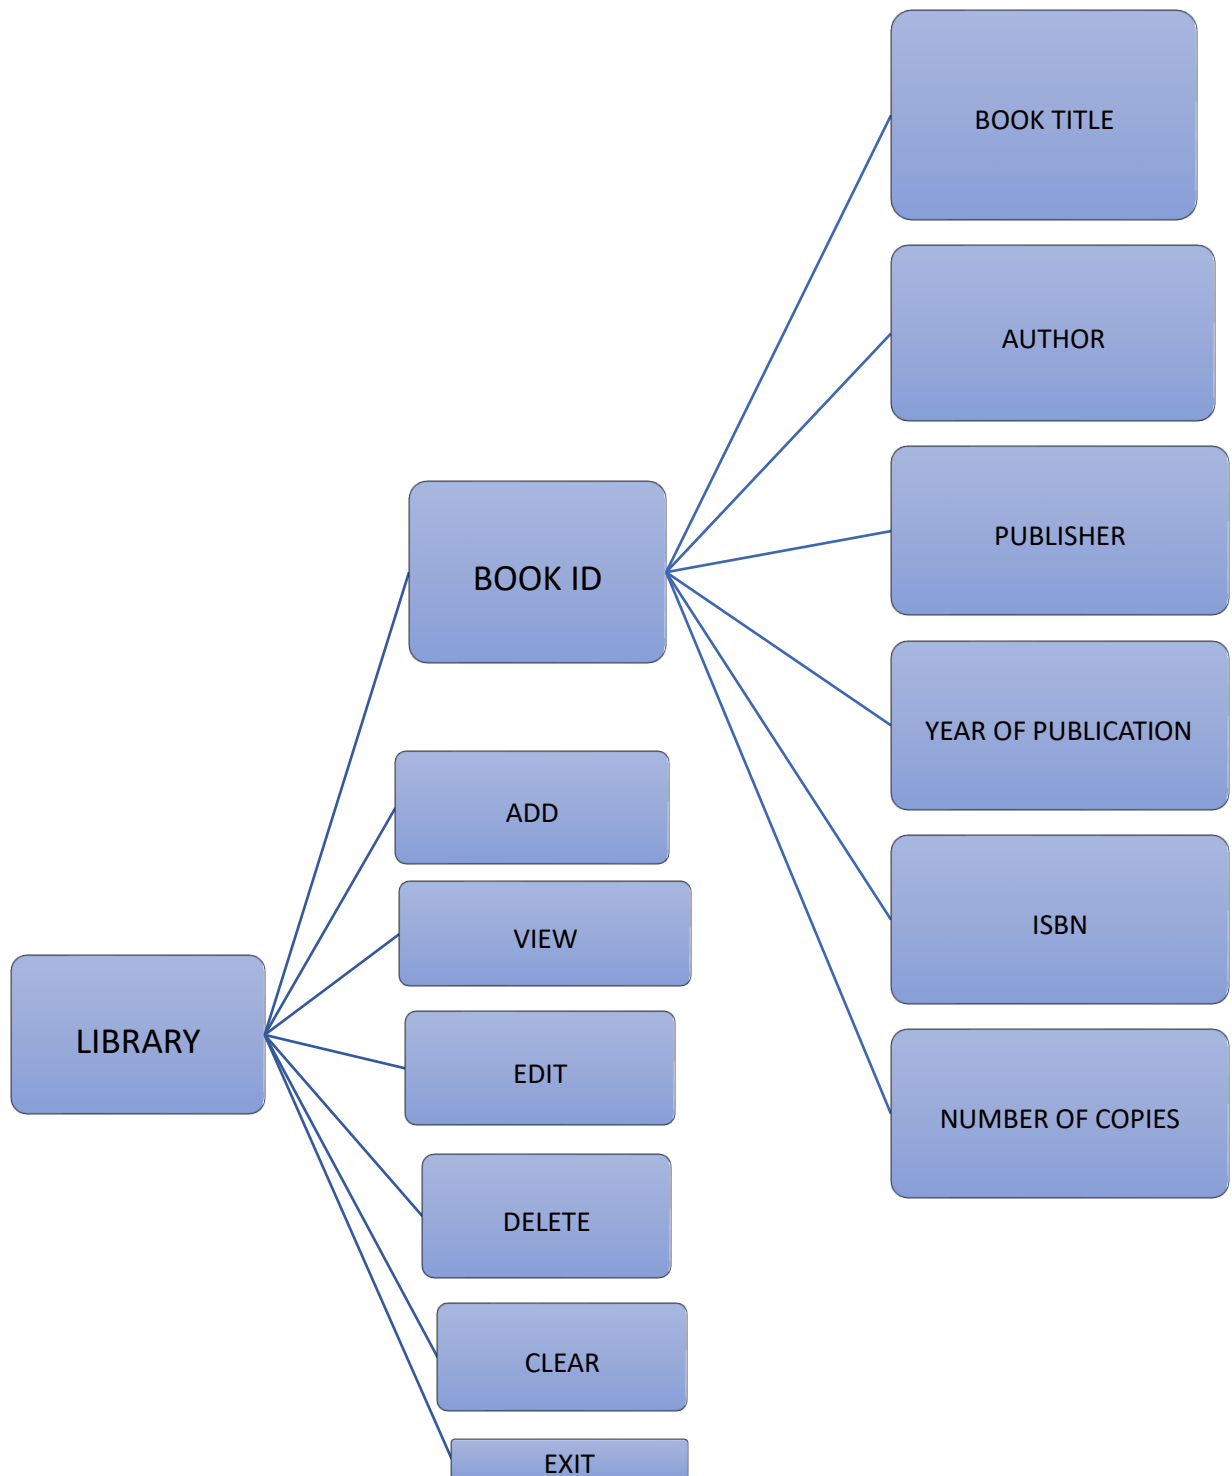 LIBRARY
BOOK ID
ADD
VIEW
EDIT
DELETE
CLEAR
EXIT
BOOK TITLE
AUTHOR
PUBLISHER
YEAR OF PUBLICATION
ISBN
NUMBER OF COPIES